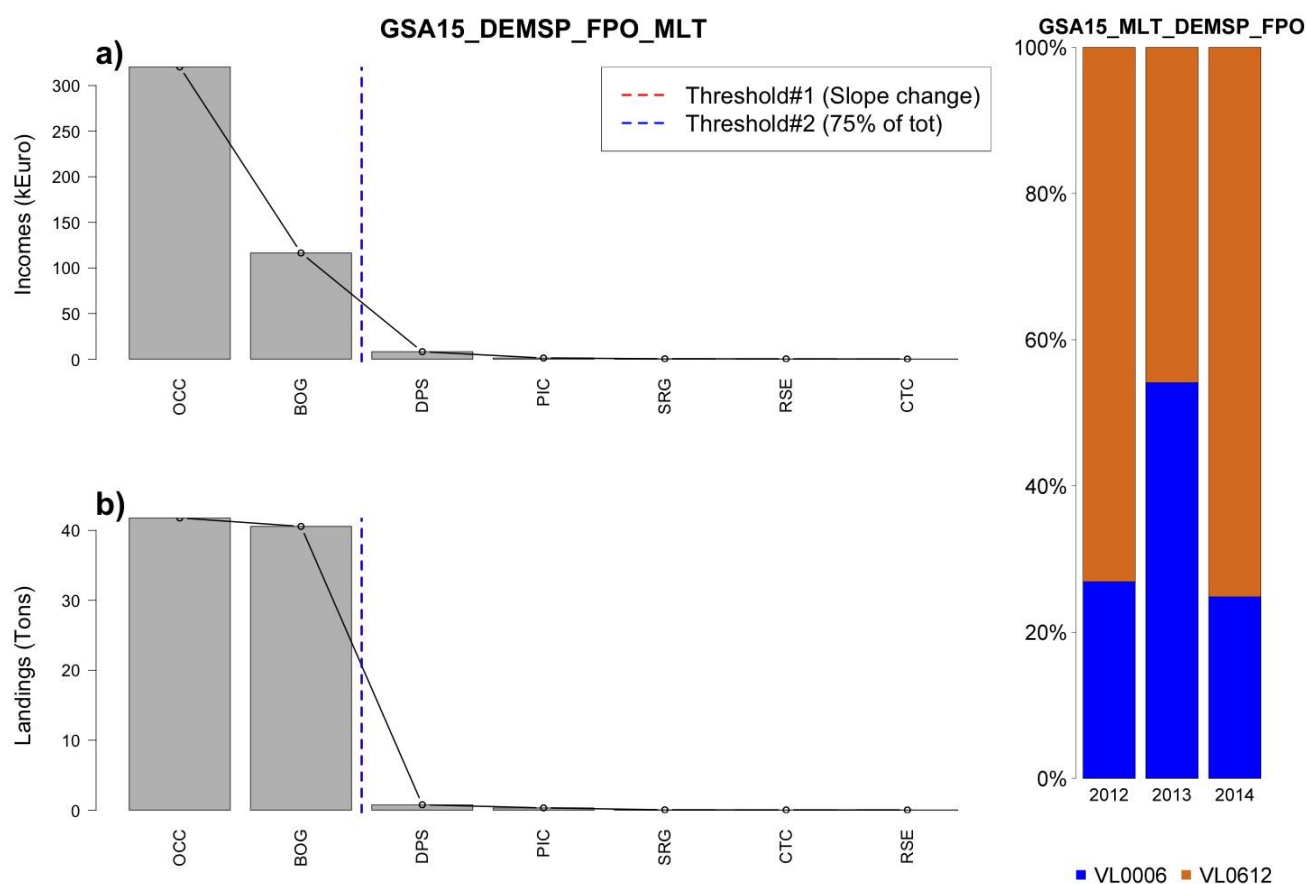 GSA15_DEMSP_FPO_MLT
a)
Incomes (kEuro)
300
250
200
150
100
50
0
Threshold#1 (Slope change)
Threshold#2 (75% of tot)
OCC BOG DPS PIC SRG RSE CTC
b)
Landings (Tons)
40
30
20
10
0
OCC BOG DPS PIC SRG CTC RSE
GSA15_MLT_DEMSP_FPO
100%
80%
60%
40%
20%
0%
2012 2013 2014
VL0006 VL0612